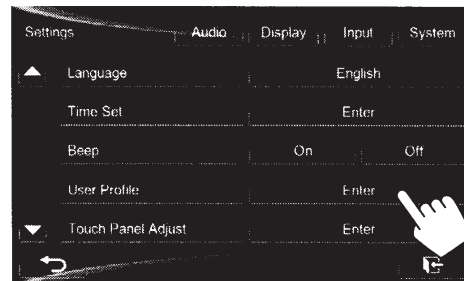 Settings Audio Display Input System
Language English
Time Set Enter
Beep On Off
User Profile Enter
Touch Panel Adjust Enter